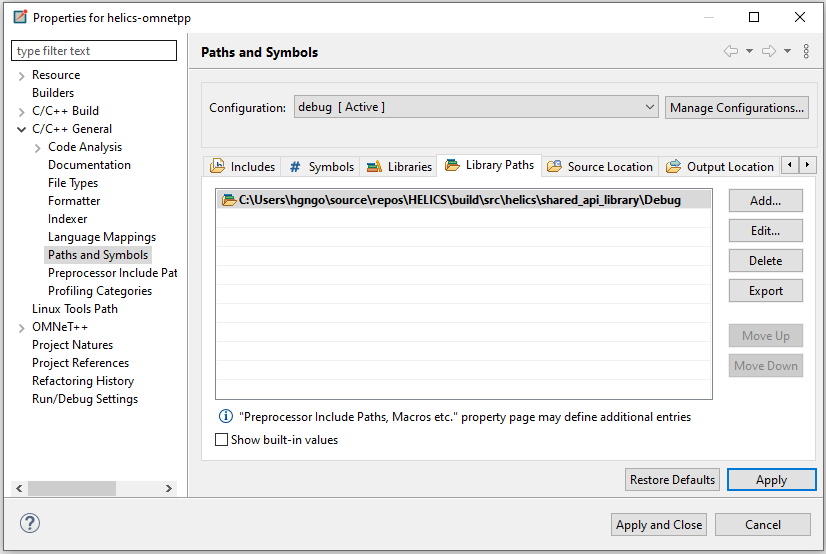 Properties for helics-omnetpp
type filter text
Resource
Builders
C/C++ Build
C/C++ General
Code Analysis
Documentation
File Types
Formatter
Indexer
Language Mappings
Paths and Symbols
Preprocessor Include Pat
Profiling Categories
Linux Tools Path
OMNeT++
Project Natures
Project References
Refactoring History
Run/Debug Settings
Paths and Symbols
Configuration: debug [ Active ] Manage Configurations...
Includes # Symbols Libraries Library Paths Source Location Output Location
C:\Users\hgngo\source\repos\HELICS\build\src\helics\shared_api_library\Debug
Add...
Edit...
Delete
Export
Move Up
Move Down
"Preprocessor Include Paths, Macros etc." property page may define additional entries
Show built-in values
Restore Defaults Apply
Apply and Close Cancel